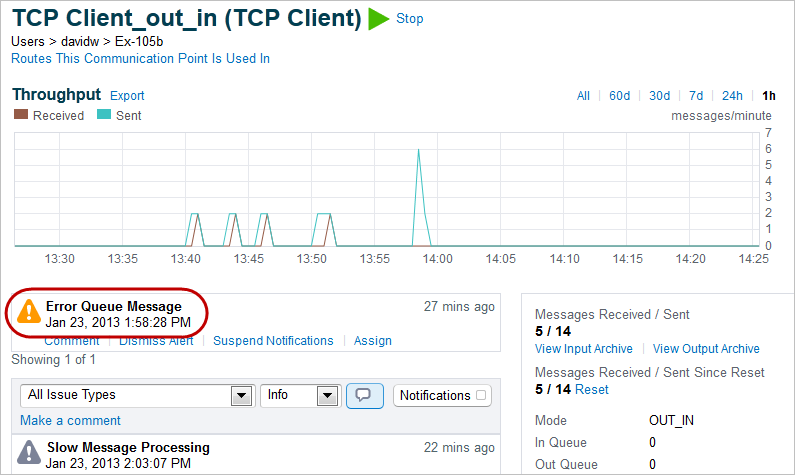 TCP Client_out_in (TCP Client) Stop
Users > davidw > Ex-105b
Routes This Communication Point Is Used In
Throughput Export
All 60d 30d 7d 24h 1h
Received Sent
messages/minute
7
6
5
4
3
2
1
0
13:30 13:35 13:40 13:45 13:50 13:55 14:00 14:05 14:10 14:15 14:20 14:25
Error Queue Message
27 mins ago
Jan 23, 2013 1:58:28 PM
Comment Dismiss Alert Suspend Notifications Assign
Showing 1 of 1
All Issue Types Info Notifications
Make a comment
Slow Message Processing
22 mins ago
Jan 23, 2013 2:03:07 PM
Messages Received / Sent
5 / 14
View Input Archive View Output Archive
Messages Received / Sent Since Reset
5 / 14 Reset
Mode OUT_IN
In Queue 0
Out Queue 0